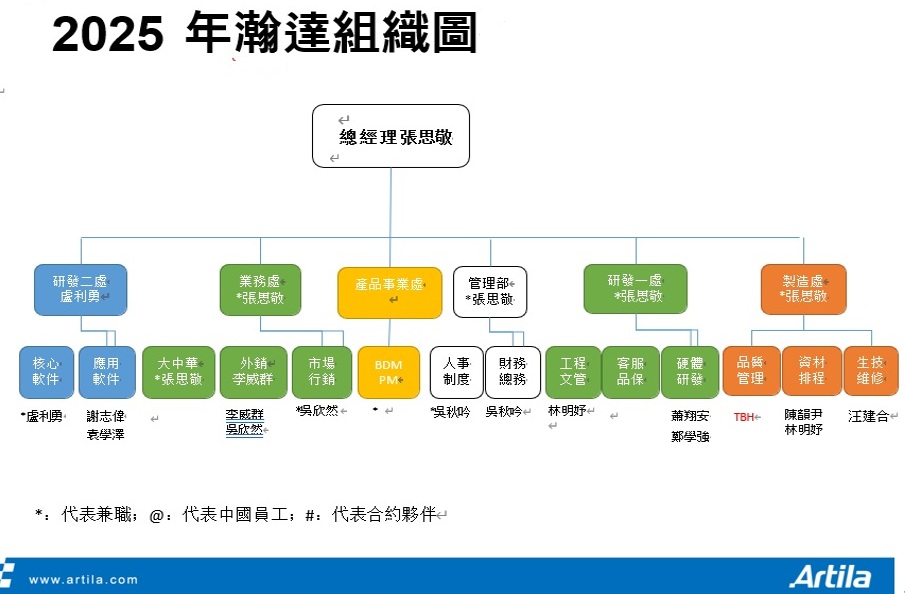 2025 年瀚達組織圖
總經理張思敬
研發二處
盧利勇
業務處
*張思敬
產品事業處
管理部
*張思敬
研發一處
*張思敬
製造處
*張思敬
核心
軟件
應用
軟件
大中華
*張思敬
外銷
李威群
市場
行銷
BDM
PM
人事
制度
財務
總務
工程
文管
客服
品保
硬體
研發
品質
管理
資材
排程
生技
維修
*盧利勇
謝志偉
袁學澤
李威群
吳欣然
*吳欣然
*
*吳秋吟
吳秋吟
林明妤
蕭翔安
鄭學強
TBH
陳韻尹
林明妤
汪建合
*：代表兼職；@：代表中國員工；#：代表合約夥伴
www.artila.com
Artila